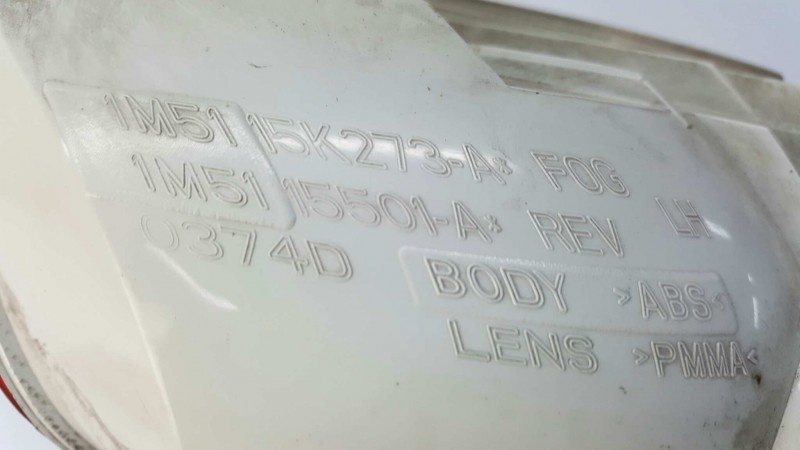 1M51 15K273-A* FOG
1M51 15501-A* REV LH
0374D
BODY >ABS<
LENS >PMMA<